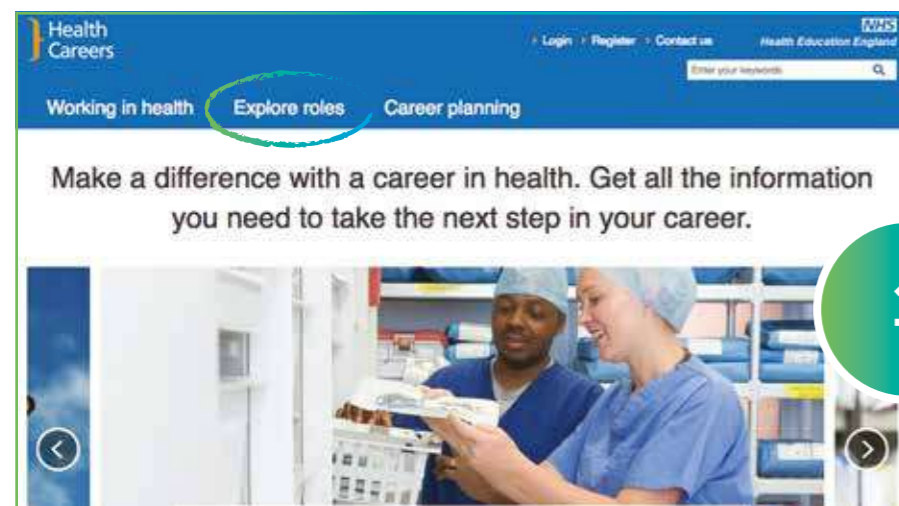 Health
Careers
Login Register Contact us
NHS
Health Education England
Enter your keywords
Working in health Explore roles Career planning
Make a difference with a career in health. Get all the information
you need to take the next step in your career.